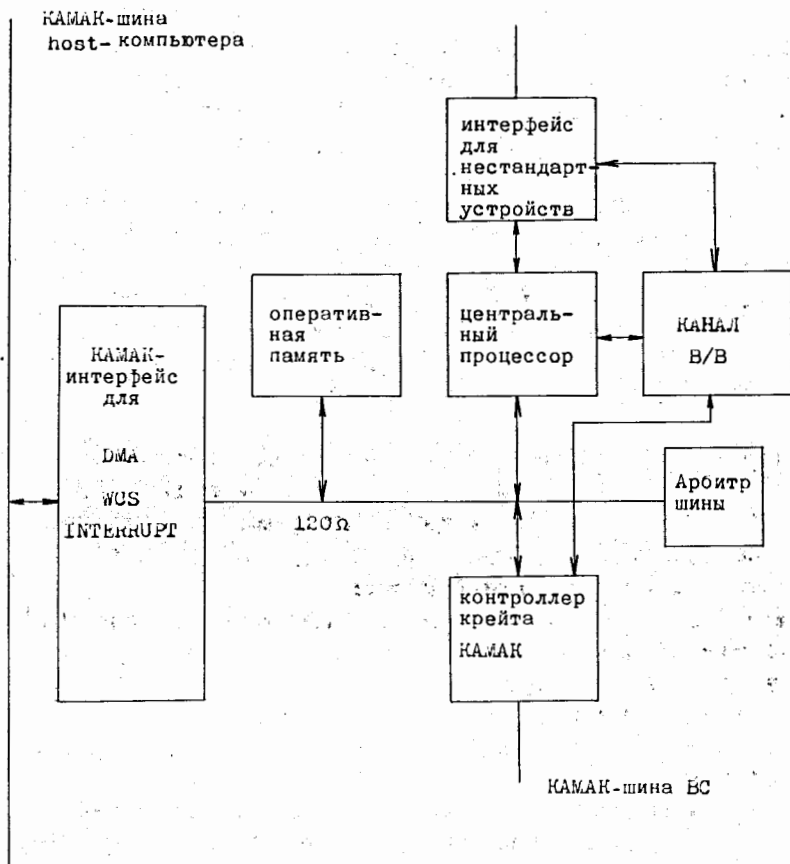 КАМАК-шина
host-компьютера
интерфейс
для
нестандарт-
ных
устройств
оператив-
ная
память
централь-
ный
процессор
КАНАЛ
В/В
КАМАК-
интерфейс
для
DMA
WCS
INTERRUPT
120Ω
Арбитр
шины
контроллер
крейта
КАМАК
КАМАК-шина ВС